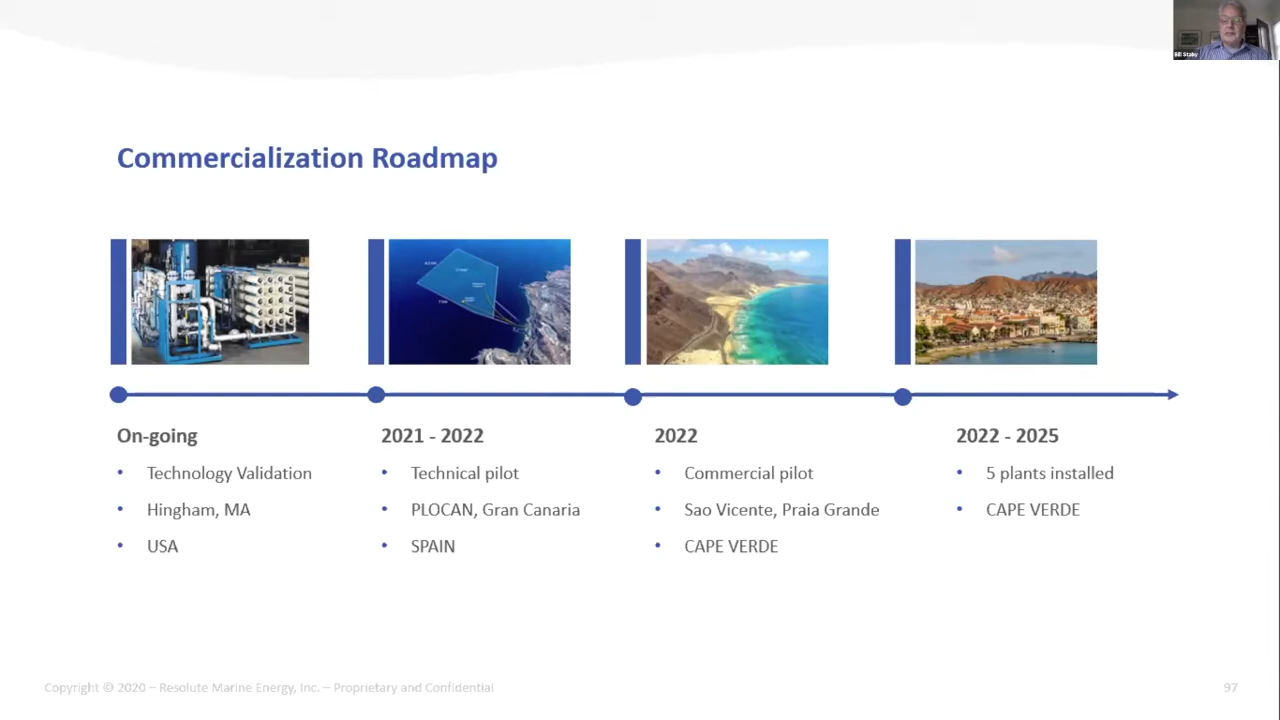 Bill Staby
Commercialization Roadmap
On-going
• Technology Validation
• Hingham, MA
• USA
2021 - 2022
• Technical pilot
• PLOCAN, Gran Canaria
• SPAIN
2022
• Commercial pilot
• Sao Vicente, Praia Grande
• CAPE VERDE
2022 - 2025
• 5 plants installed
• CAPE VERDE
Copyright © 2020 – Resolute Marine Energy, Inc. – Proprietary and Confidential
97